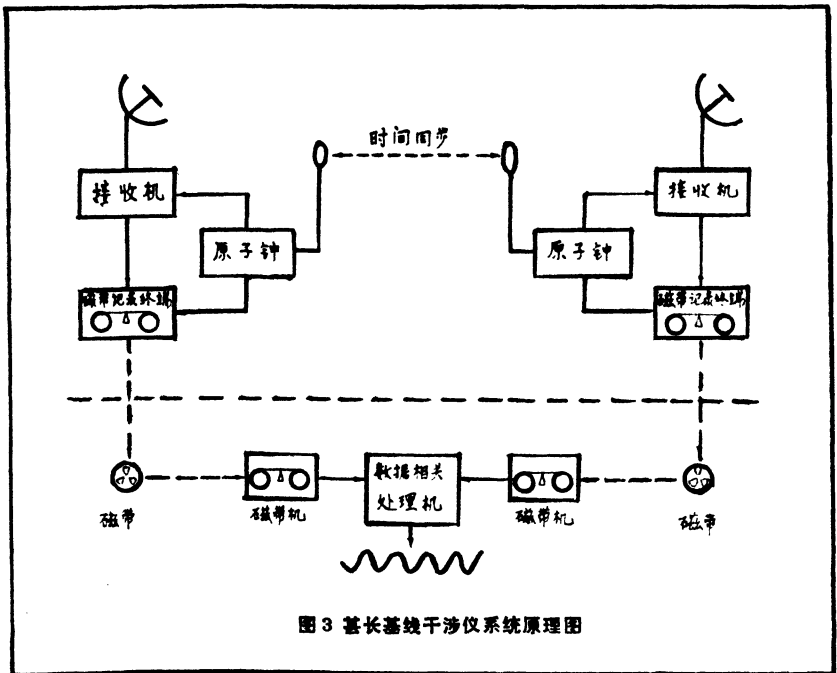 时间同步
接收机
接收机
原子钟
原子钟
磁带记录终端
磁带记录终端
数据相关
处理机
磁带
磁带机
磁带机
磁带
图3 甚长基线干涉仪系统原理图